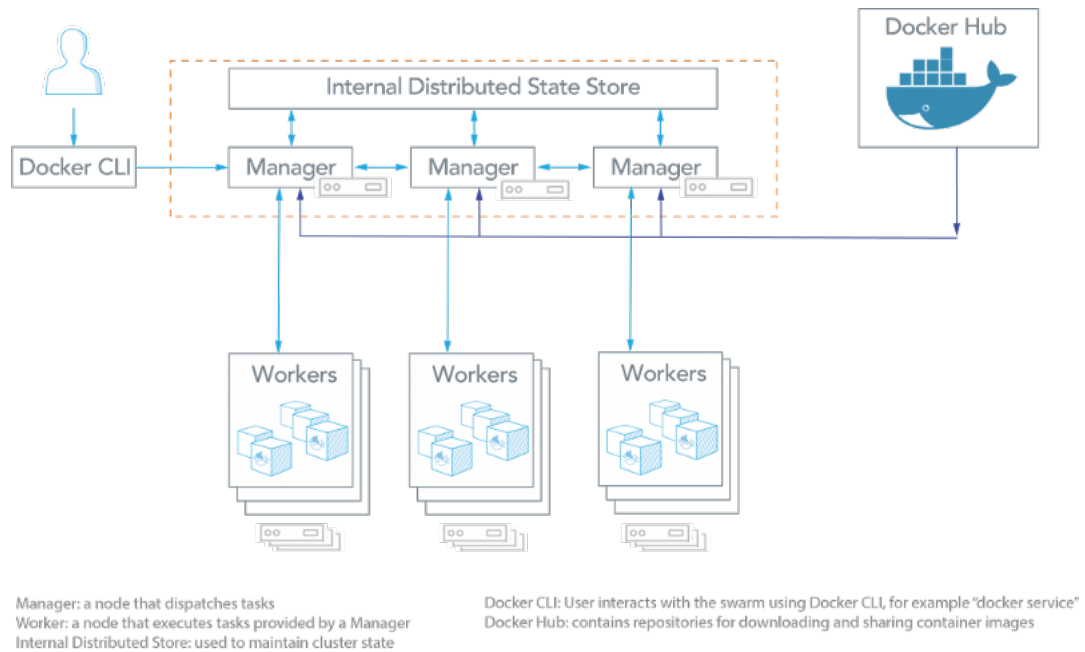 Docker Hub
Internal Distributed State Store
Docker CLI
Manager
Manager
Manager
Workers
Workers
Workers
Manager: a node that dispatches tasks
Worker: a node that executes tasks provided by a Manager
Internal Distributed Store: used to maintain cluster state
Docker CLI: User interacts with the swarm using Docker CLI, for example “docker service”
Docker Hub: contains repositories for downloading and sharing container images